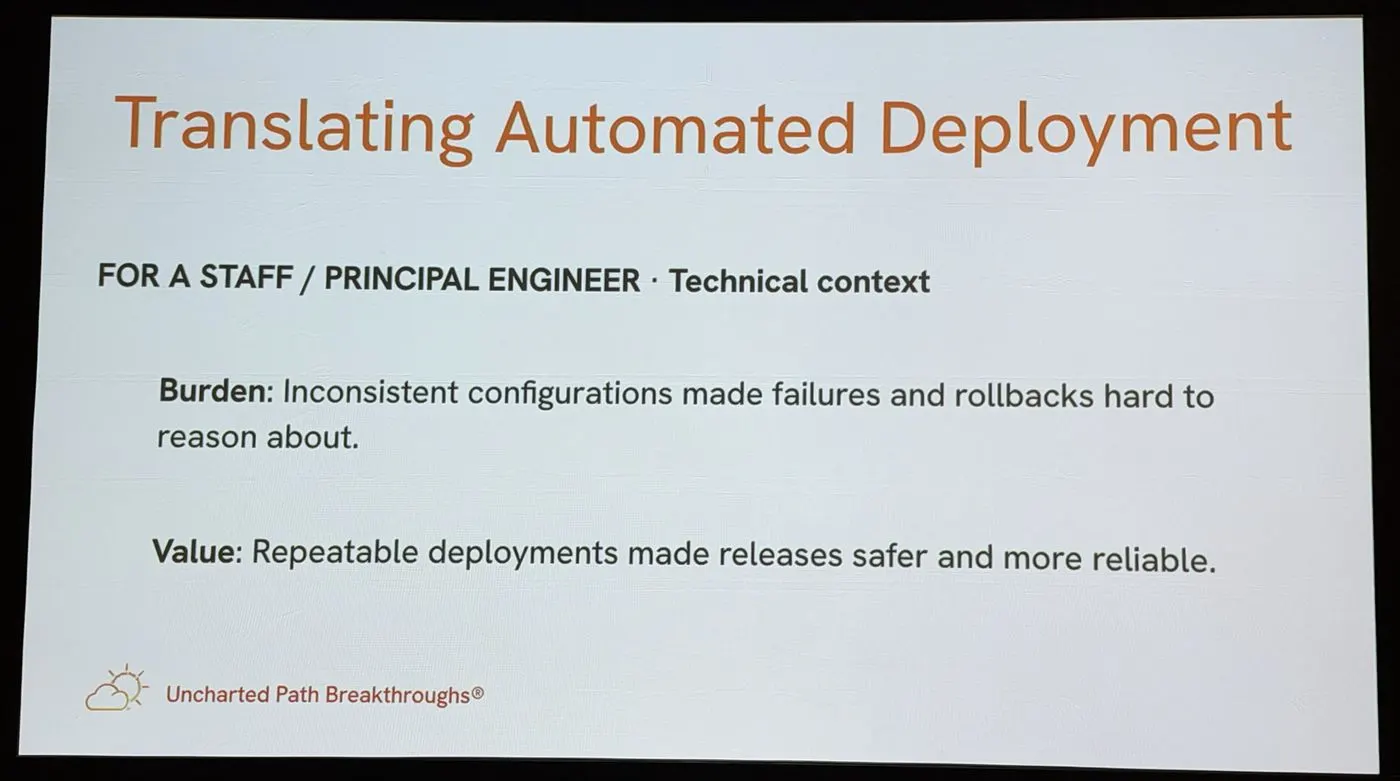 Translating Automated Deployment
FOR A STAFF / PRINCIPAL ENGINEER · Technical context
Burden: Inconsistent configurations made failures and rollbacks hard to
reason about.
Value: Repeatable deployments made releases safer and more reliable.
Uncharted Path Breakthroughs®